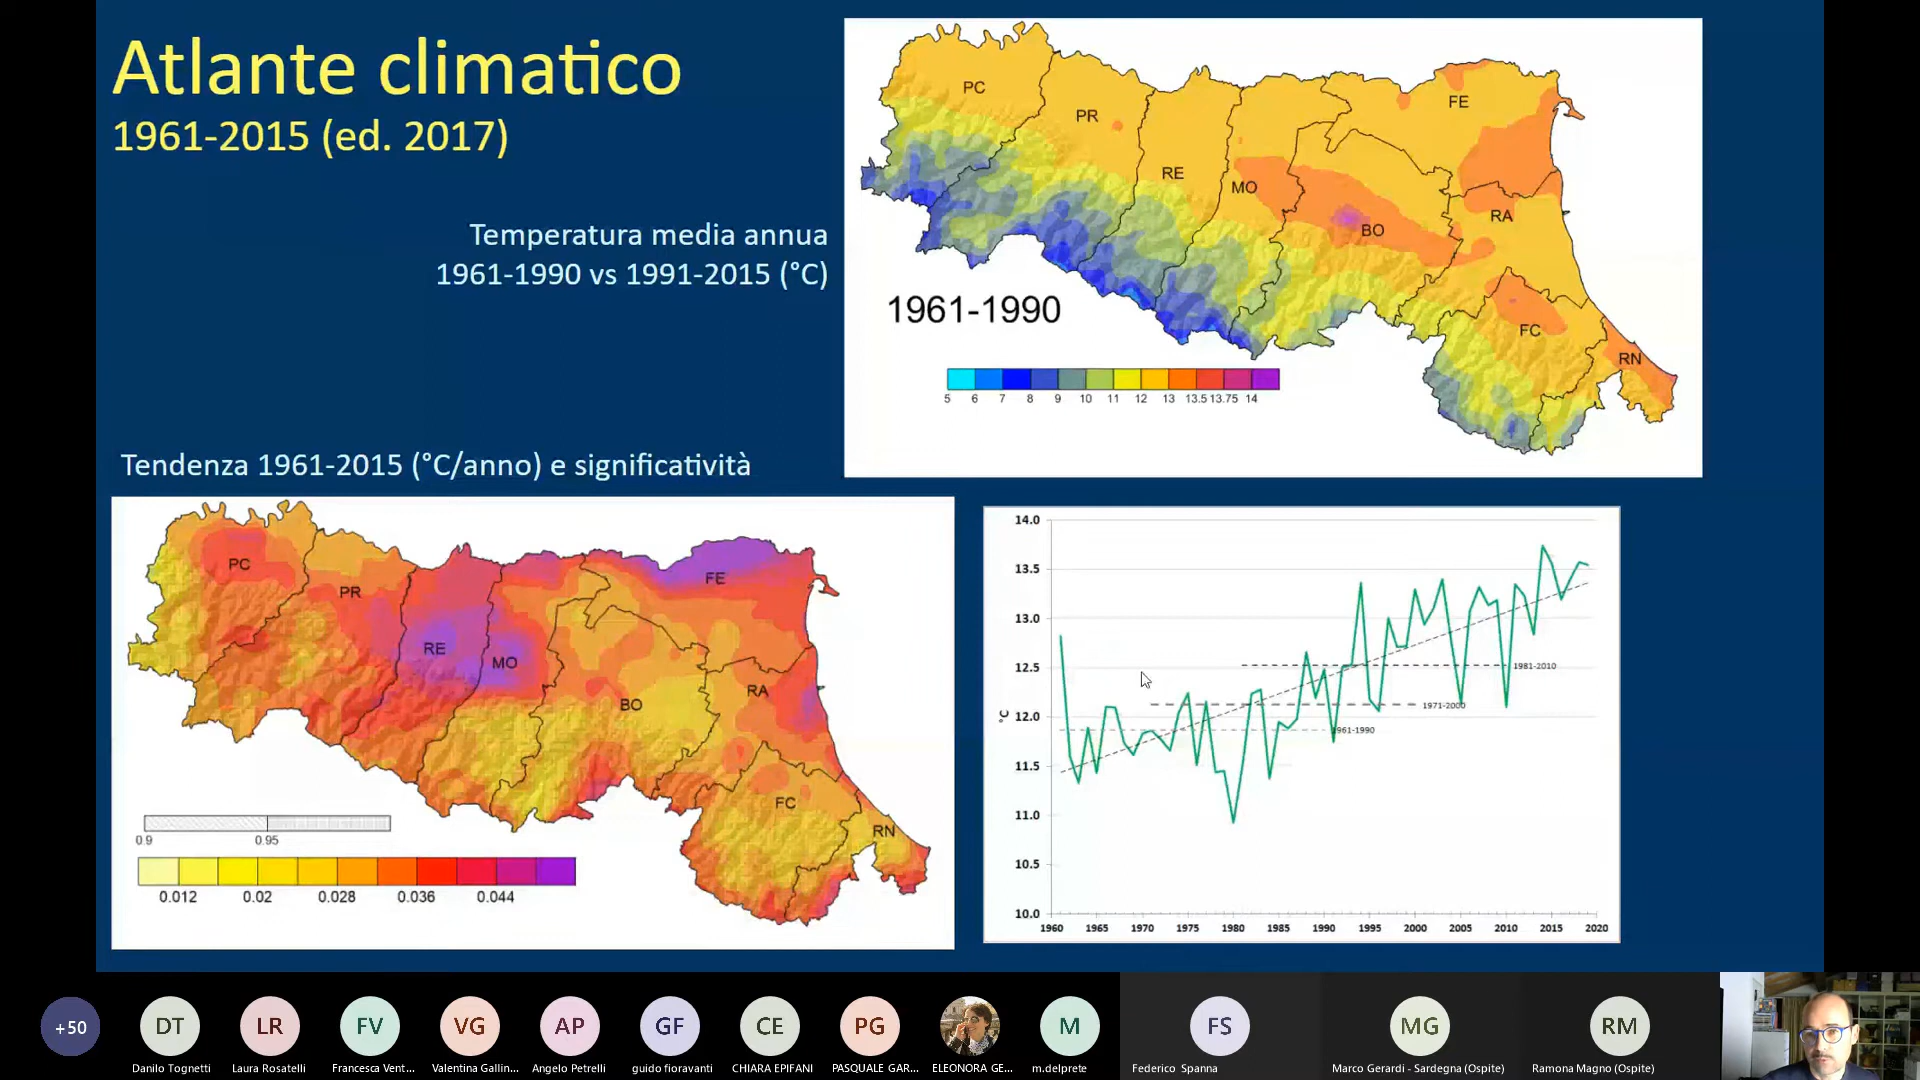 Atlante climatico
1961-2015 (ed. 2017)
Temperatura media annua
1961-1990 vs 1991-2015 (°C)
PC
PR
RE
MO
BO
FE
RA
FC
RN
1961-1990
5 6 7 8 9 10 11 12 13 13.5 13.75 14
Tendenza 1961-2015 (°C/anno) e significatività
PC
PR
RE
MO
BO
FE
RA
FC
RN
0.9 0.95
0.012 0.02 0.028 0.036 0.044
14.0
13.5
13.0
12.5
12.0
11.5
11.0
10.5
10.0
°C
1981-2010
1971-2000
1961-1990
1960 1965 1970 1975 1980 1985 1990 1995 2000 2005 2010 2015 2020
+50 DT LR FV VG AP GF CE PG M FS MG RM
Danilo Tognetti Laura Rosatelli Francesca Vent... Valentina Gallin... Angelo Petrelli guido fioravanti CHIARA EPIFANI PASQUALE GAR... ELEONORA GE... m.delprete Federico Spanna Marco Gerardi - Sardegna (Ospite) Ramona Magno (Ospite)